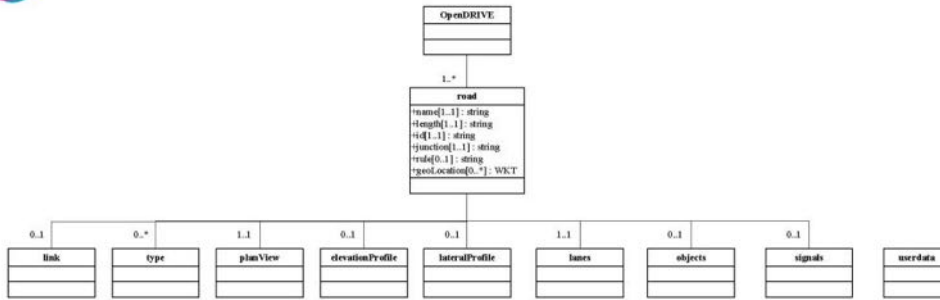 OpenDRIVE
1..*
road
+name[1..1] : string
+length[1..1] : string
+id[1..1] : string
+junction[1..1] : string
+rule[0..1] : string
+geoLocation[0..*] : WKT
0..1 0..* 1..1 0..1 0..1 1..1 0..1 0..1
link type planView elevationProfile lateralProfile lanes objects signals userdata